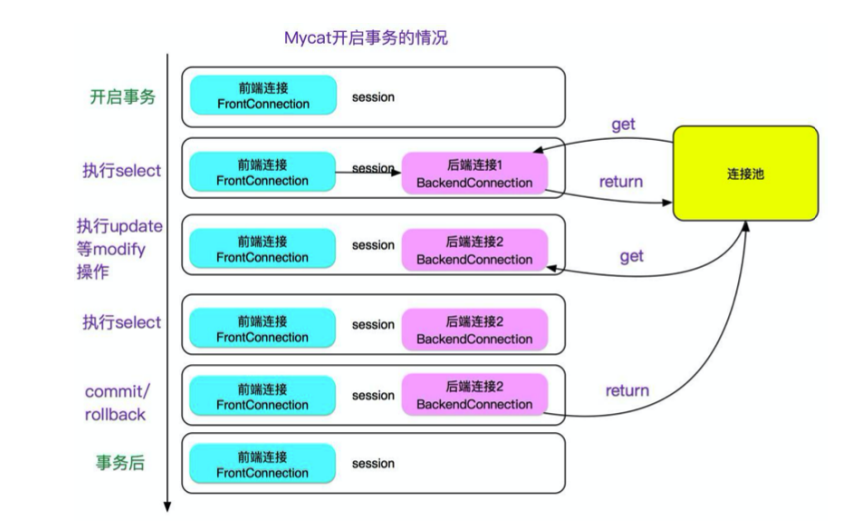 Mycat开启事务的情况
开启事务
前端连接
FrontConnection
session
get
执行select
前端连接
FrontConnection
session
后端连接1
BackendConnection
return
连接池
执行update
等modify
操作
前端连接
FrontConnection
session
后端连接2
BackendConnection
get
执行select
前端连接
FrontConnection
session
后端连接2
BackendConnection
commit/
rollback
前端连接
FrontConnection
session
后端连接2
BackendConnection
return
事务后
前端连接
FrontConnection
session